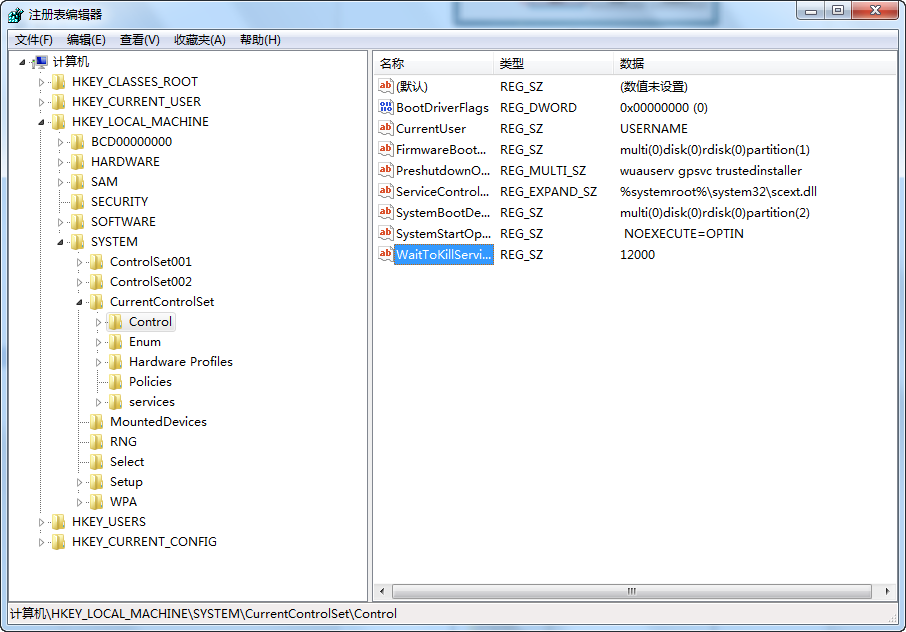 注册表编辑器
文件(F) 编辑(E) 查看(V) 收藏夹(A) 帮助(H)
计算机
HKEY_CLASSES_ROOT
HKEY_CURRENT_USER
HKEY_LOCAL_MACHINE
BCD00000000
HARDWARE
SAM
SECURITY
SOFTWARE
SYSTEM
ControlSet001
ControlSet002
CurrentControlSet
Control
Enum
Hardware Profiles
Policies
services
MountedDevices
RNG
Select
Setup
WPA
HKEY_USERS
HKEY_CURRENT_CONFIG
名称 类型 数据
(默认) REG_SZ (数值未设置)
BootDriverFlags REG_DWORD 0x00000000 (0)
CurrentUser REG_SZ USERNAME
FirmwareBoot... REG_SZ multi(0)disk(0)rdisk(0)partition(1)
PreshutdownO... REG_MULTI_SZ wuauserv gpsvc trustedinstaller
ServiceControl... REG_EXPAND_SZ %systemroot%\system32\scext.dll
SystemBootDe... REG_SZ multi(0)disk(0)rdisk(0)partition(2)
SystemStartOp... REG_SZ NOEXECUTE=OPTIN
WaitToKillServi... REG_SZ 12000
计算机\HKEY_LOCAL_MACHINE\SYSTEM\CurrentControlSet\Control